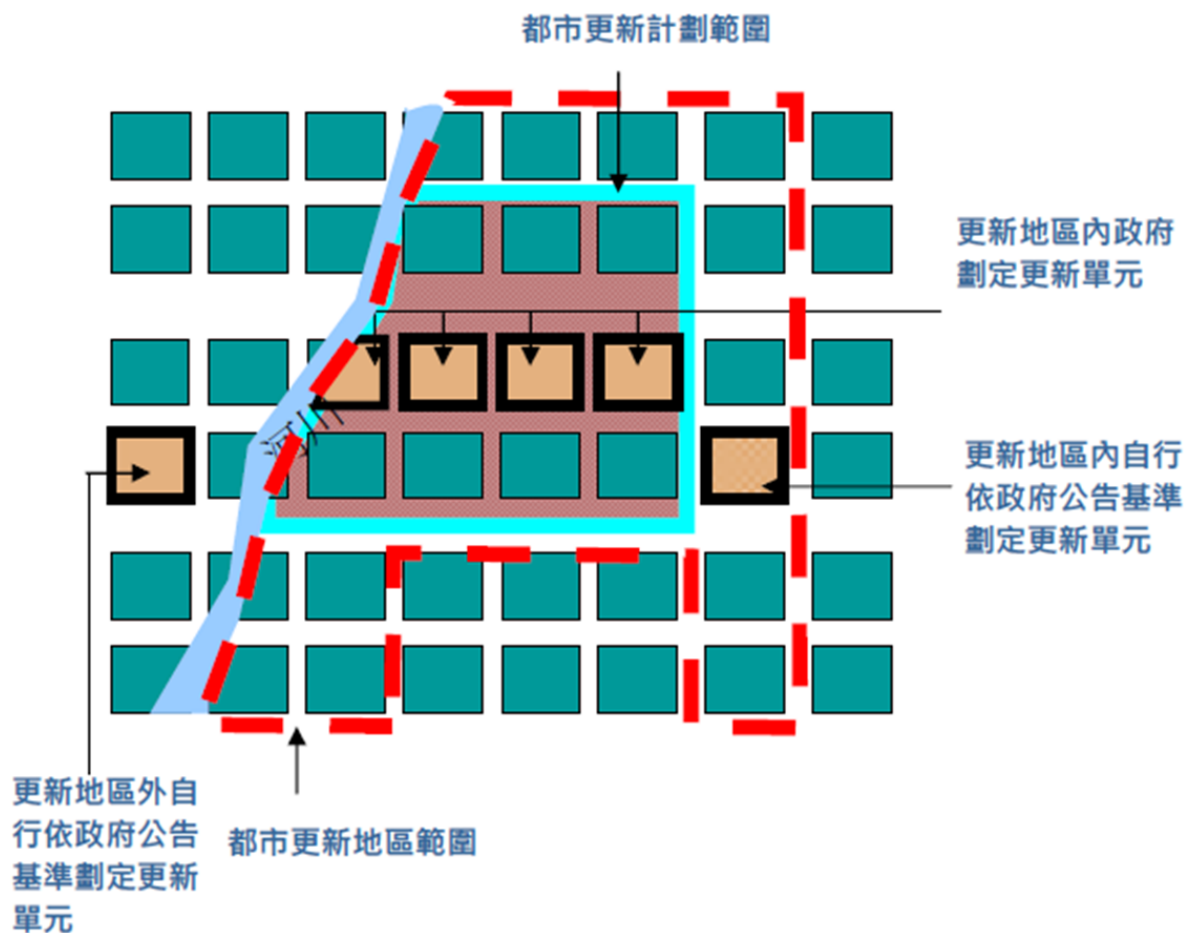 都市更新計劃範圍
更新地區內政府
劃定更新單元
河川
更新地區內自行
依政府公告基準
劃定更新單元
更新地區外自
行依政府公告
基準劃定更新
單元
都市更新地區範圍